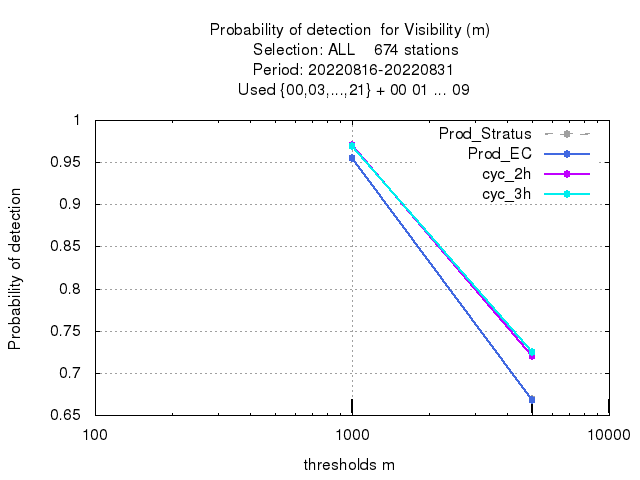 Probability of detection  for Visibility (m)
Selection: ALL    674 stations
Period: 20220816-20220831
Used {00,03,...,21} + 00 01 ... 09
Prod_Stratus
Prod_EC
cyc_2h
cyc_3h
1
0.95
0.9
0.85
0.8
0.75
0.7
0.65
Probability of detection
100
1000
10000
thresholds m